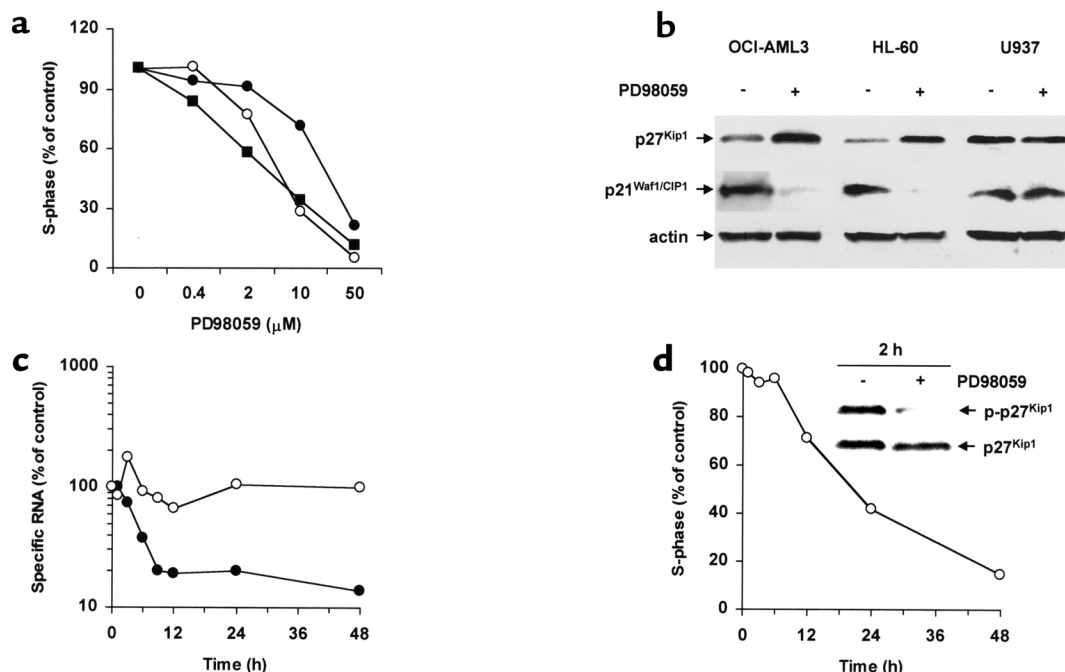 a
120
90
60
30
0
S-phase (% of control)
0 0.4 2 10 50
PD98059 (μM)
b
OCI-AML3 HL-60 U937
PD98059 - + - + - +
p27Kip1
p21Waf1/CIP1
actin
c
1000
100
10
Specific RNA (% of control)
0 12 24 36 48
Time (h)
d
100
80
60
40
20
0
S-phase (% of control)
2 h
- + PD98059
p-p27Kip1
p27Kip1
0 12 24 36 48
Time (h)